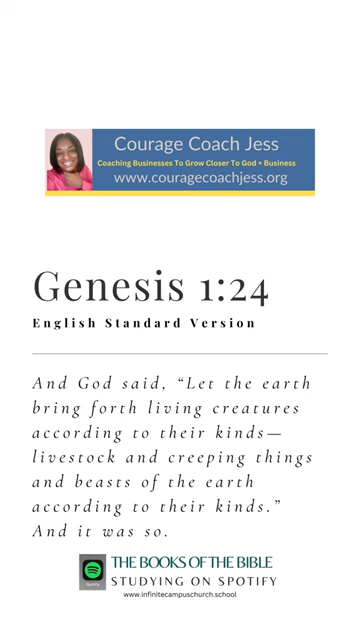 Courage Coach Jess
Coaching Businesses To Grow Closer To God + Business
www.couragecoachjess.org
Genesis 1:24
English Standard Version
And God said, “Let the earth
bring forth living creatures
according to their kinds—
livestock and creeping things
and beasts of the earth
according to their kinds.”
And it was so.
Spotify
THE BOOKS OF THE BIBLE
STUDYING ON SPOTIFY
www.infinitecampuschurch.school